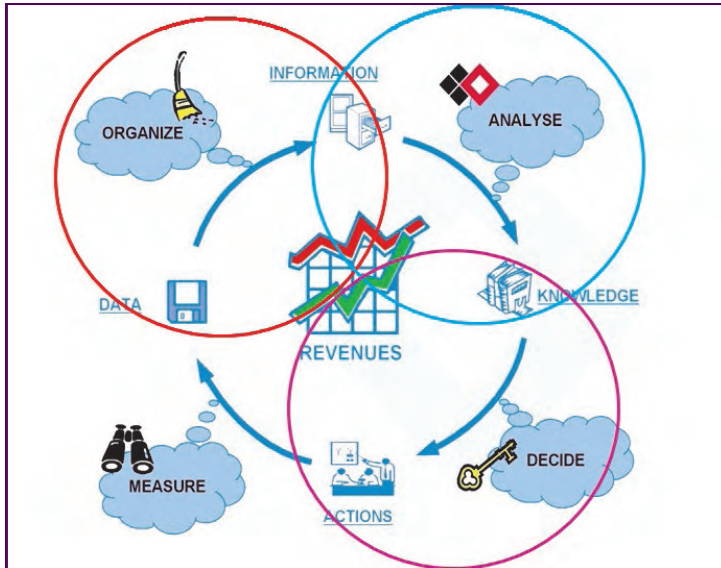 INFORMATION
ORGANIZE
ANALYSE
DATA
KNOWLEDGE
REVENUES
MEASURE
DECIDE
ACTIONS